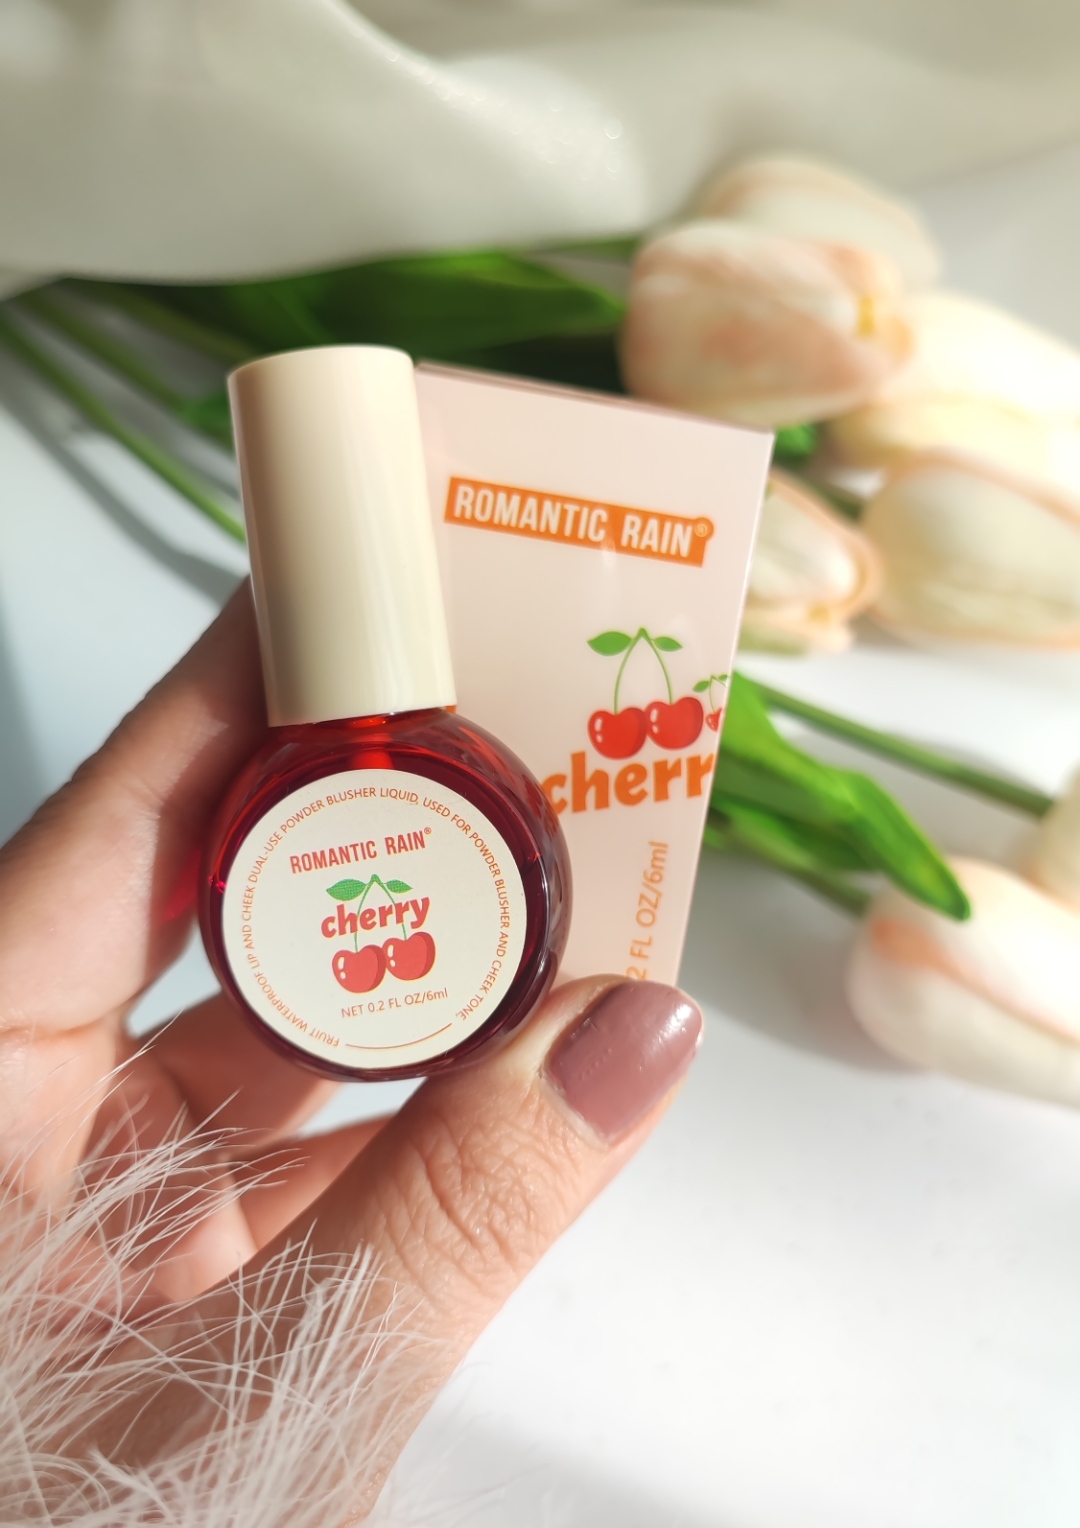 ROMANTIC RAIN®
cherr
2 FL OZ/6ml
FRUIT WATERPROOF LIP AND CHEEK DUAL-USE POWDER BLUSHER LIQUID, USED FOR POWDER BLUSHER AND CHEEK TONE,
ROMANTIC RAIN®
cherry
NET 0.2 FL OZ/6ml